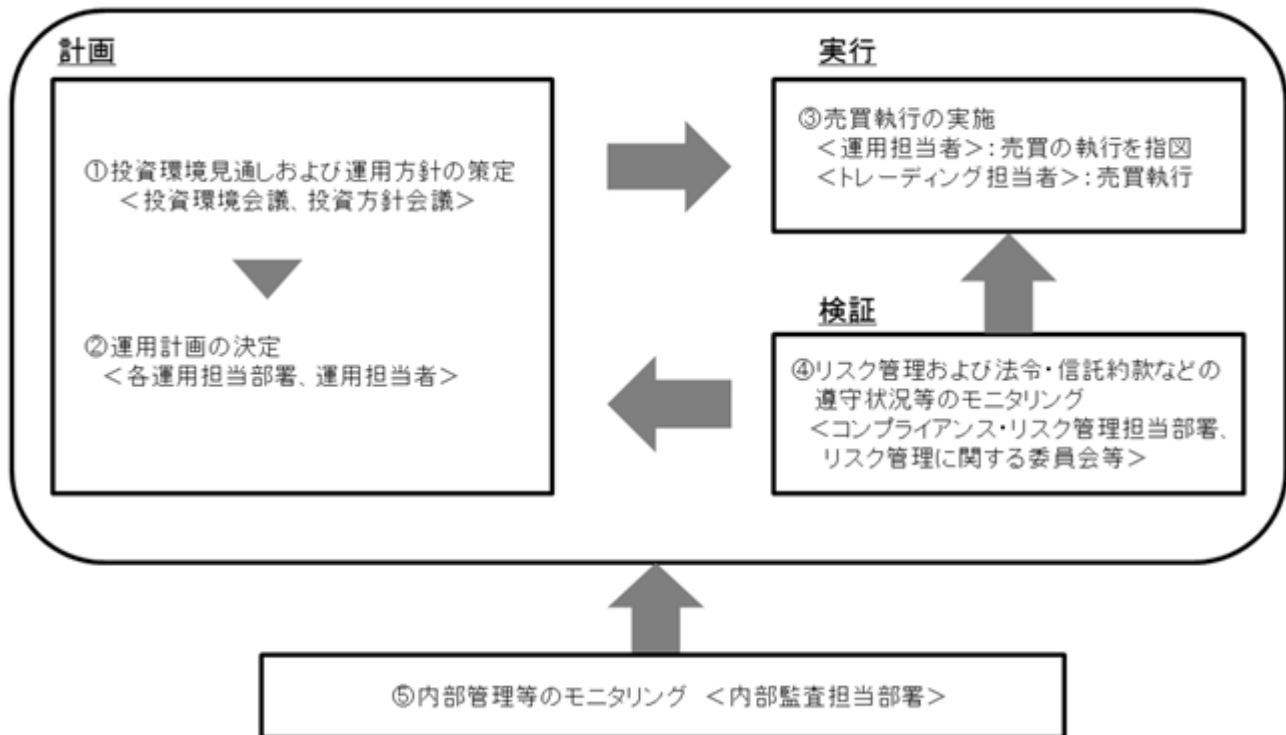 計画
①投資環境見通しおよび運用方針の策定
＜投資環境会議、投資方針会議＞
②運用計画の決定
＜各運用担当部署、運用担当者＞
実行
③売買執行の実施
＜運用担当者＞：売買の執行を指図
＜トレーディング担当者＞：売買執行
検証
④リスク管理および法令・信託約款などの
遵守状況等のモニタリング
＜コンプライアンス・リスク管理担当部署、
リスク管理に関する委員会等＞
⑤内部管理等のモニタリング　＜内部監査担当部署＞